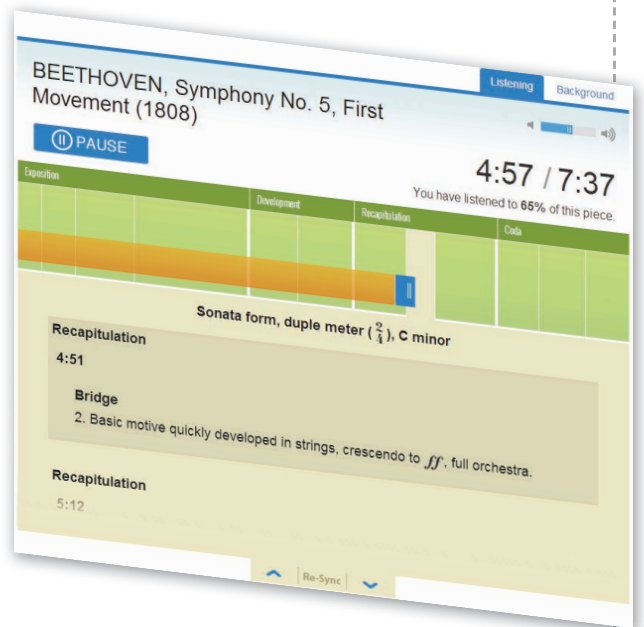 Listening
Background
BEETHOVEN, Symphony No. 5, First
Movement (1808)
PAUSE
4:57 / 7:37
You have listened to 65% of this piece.
Exposition
Development
Recapitulation
Coda
Sonata form, duple meter (2/4), C minor
Recapitulation
4:51
Bridge
2. Basic motive quickly developed in strings, crescendo to ff, full orchestra.
Recapitulation
5:12
Re-Sync